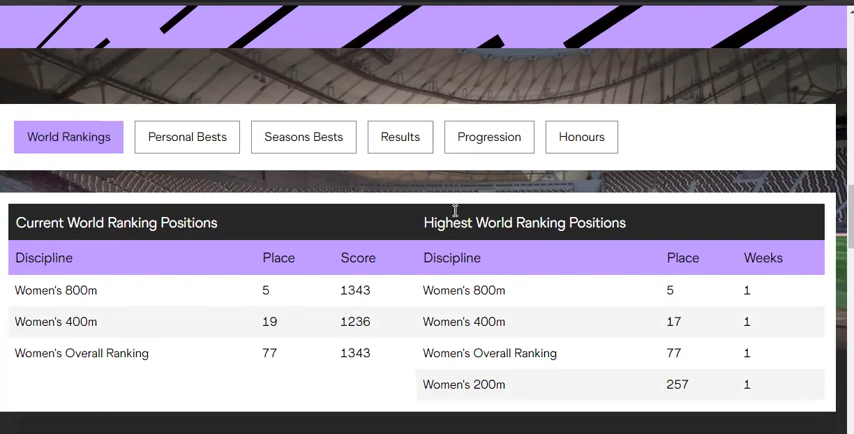 World Rankings Personal Bests Seasons Bests Results Progression Honours
Current World Ranking Positions Highest World Ranking Positions
Discipline Place Score Discipline Place Weeks
Women's 800m 5 1343 Women's 800m 5 1
Women's 400m 19 1236 Women's 400m 17 1
Women's Overall Ranking 77 1343 Women's Overall Ranking 77 1
Women's 200m 257 1